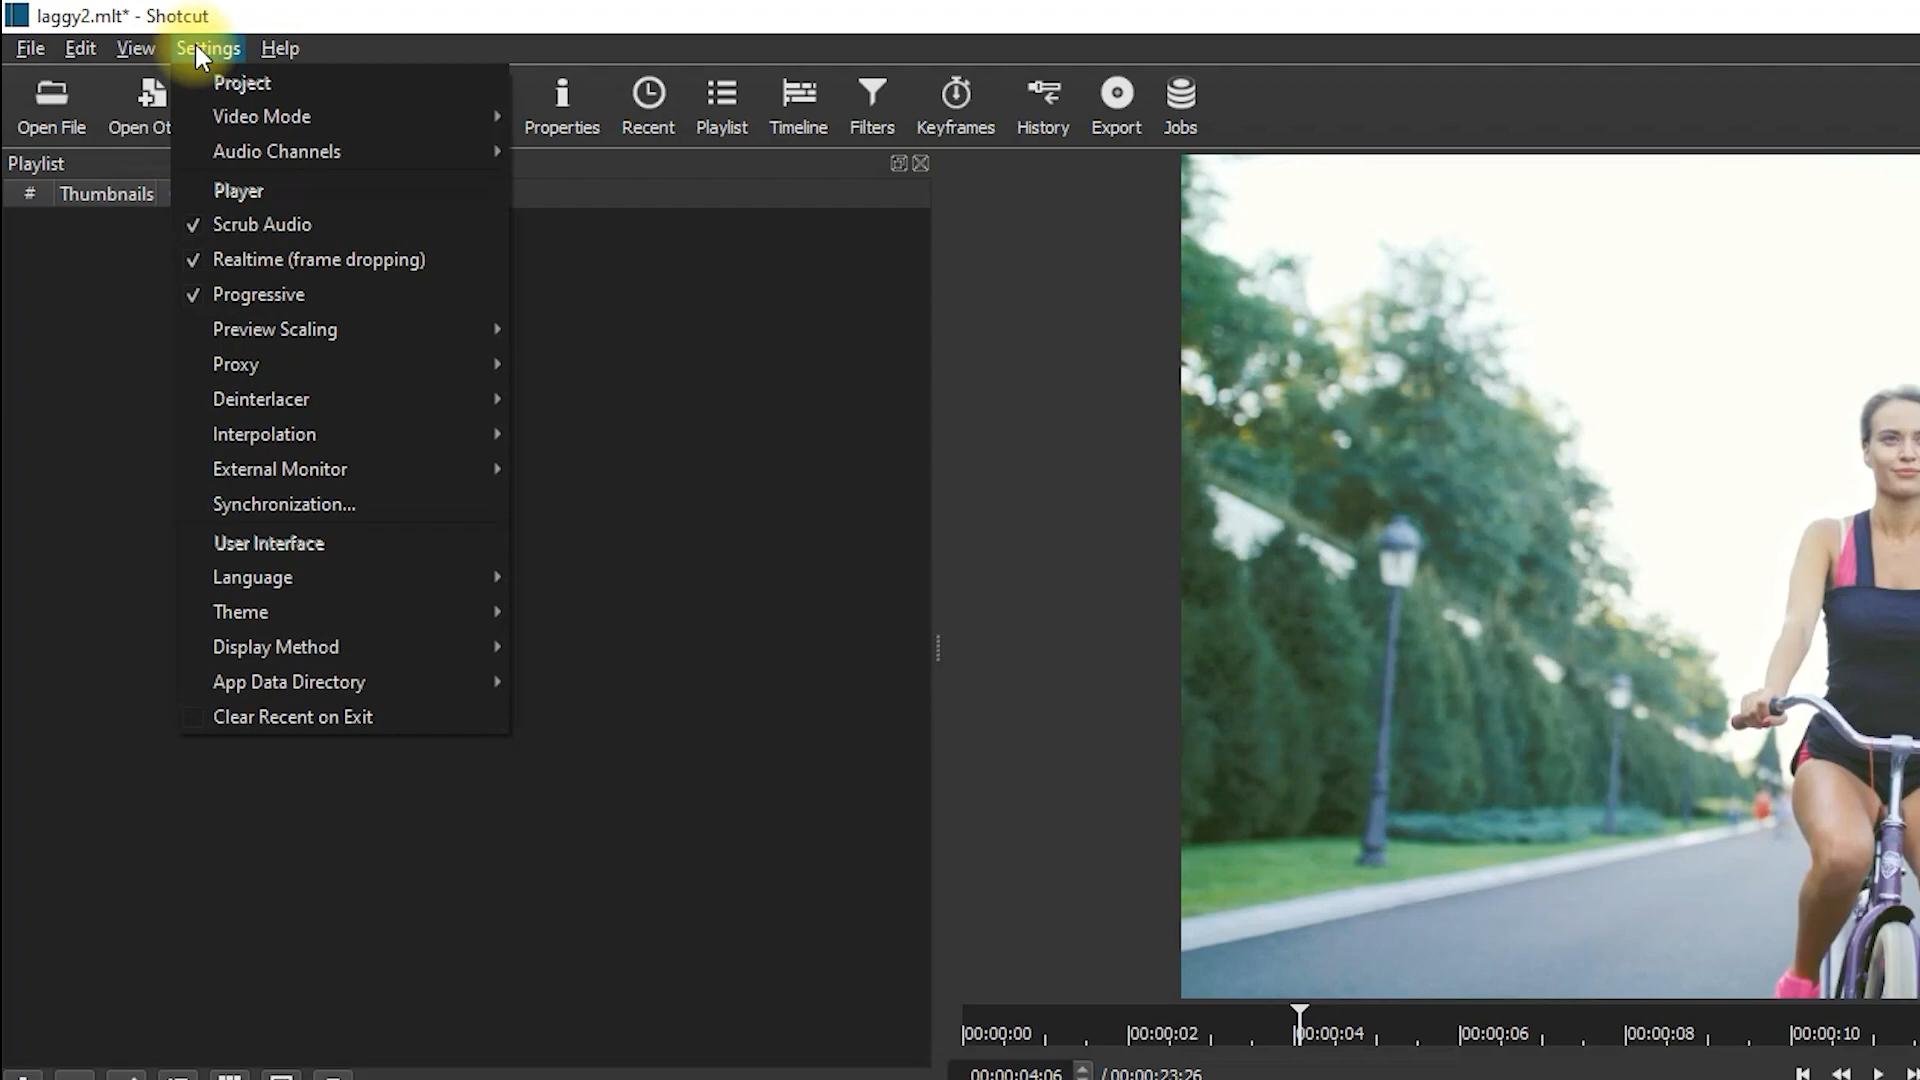 laggy2.mlt* - Shotcut
File Edit View Settings Help
Open File Open Ot Properties Recent Playlist Timeline Filters Keyframes History Export Jobs
Playlist
# Thumbnails
Project
Video Mode
Audio Channels
Player
Scrub Audio
Realtime (frame dropping)
Progressive
Preview Scaling
Proxy
Deinterlacer
Interpolation
External Monitor
Synchronization...
User Interface
Language
Theme
Display Method
App Data Directory
Clear Recent on Exit
00:00:00 00:00:02 00:00:04 00:00:06 00:00:08 00:00:10
00:00:04:06 / 00:00:23:26